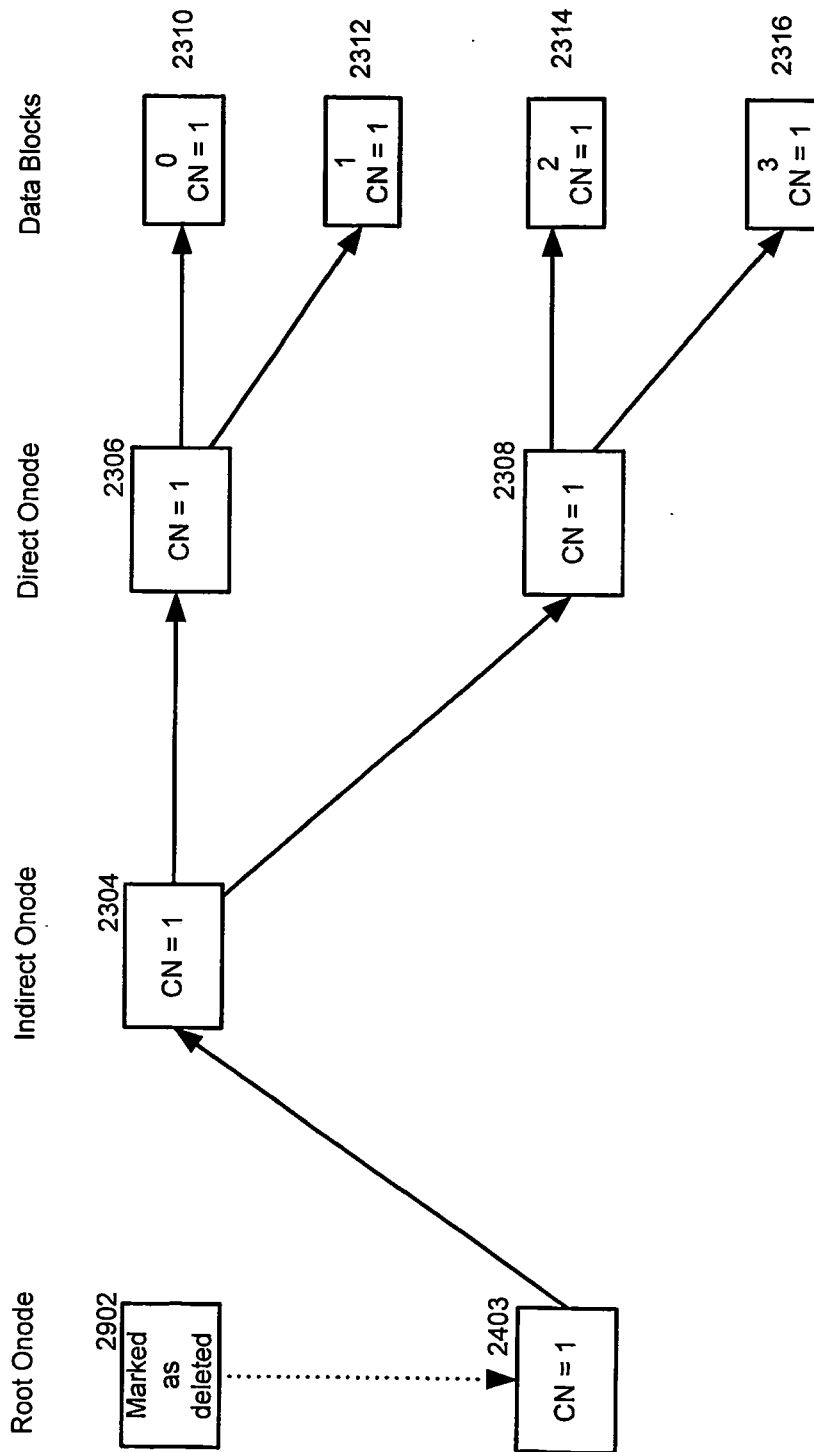 Root Onode
Indirect Onode
Direct Onode
Data Blocks
2902
Marked
as
deleted
2304
CN = 1
2306
CN = 1
0
CN = 1
2310
1
CN = 1
2312
2403
CN = 1
2308
CN = 1
2
CN = 1
2314
3
CN = 1
2316